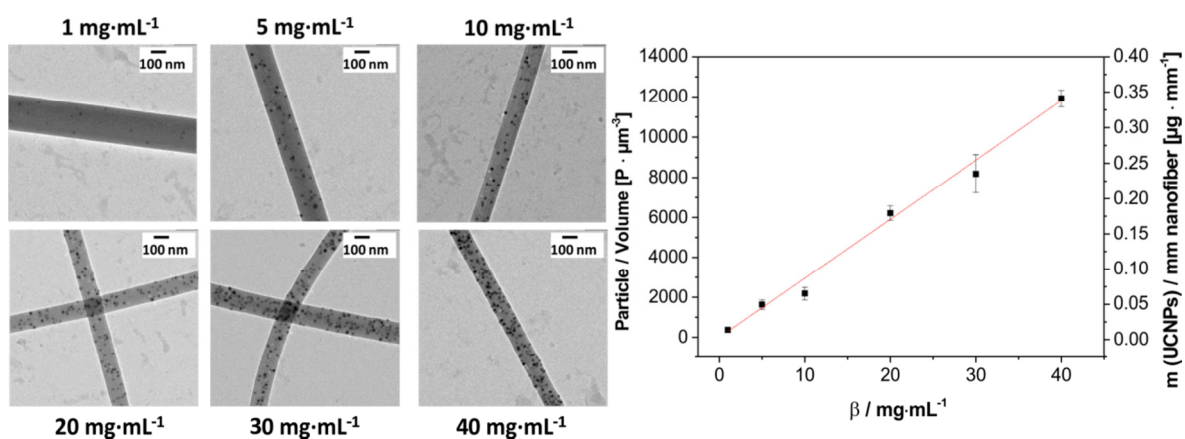 1 mg·mL⁻¹
5 mg·mL⁻¹
10 mg·mL⁻¹
100 nm
100 nm
100 nm
100 nm
100 nm
100 nm
20 mg·mL⁻¹
30 mg·mL⁻¹
40 mg·mL⁻¹
Particle / Volume [P · µm⁻³]
14000
12000
10000
8000
6000
4000
2000
0
0.40
0.35
0.30
0.25
0.20
0.15
0.10
0.05
0.00
m (UCNPs) / mm nanofiber [µg · mm⁻¹]
0
10
20
30
40
β / mg·mL⁻¹